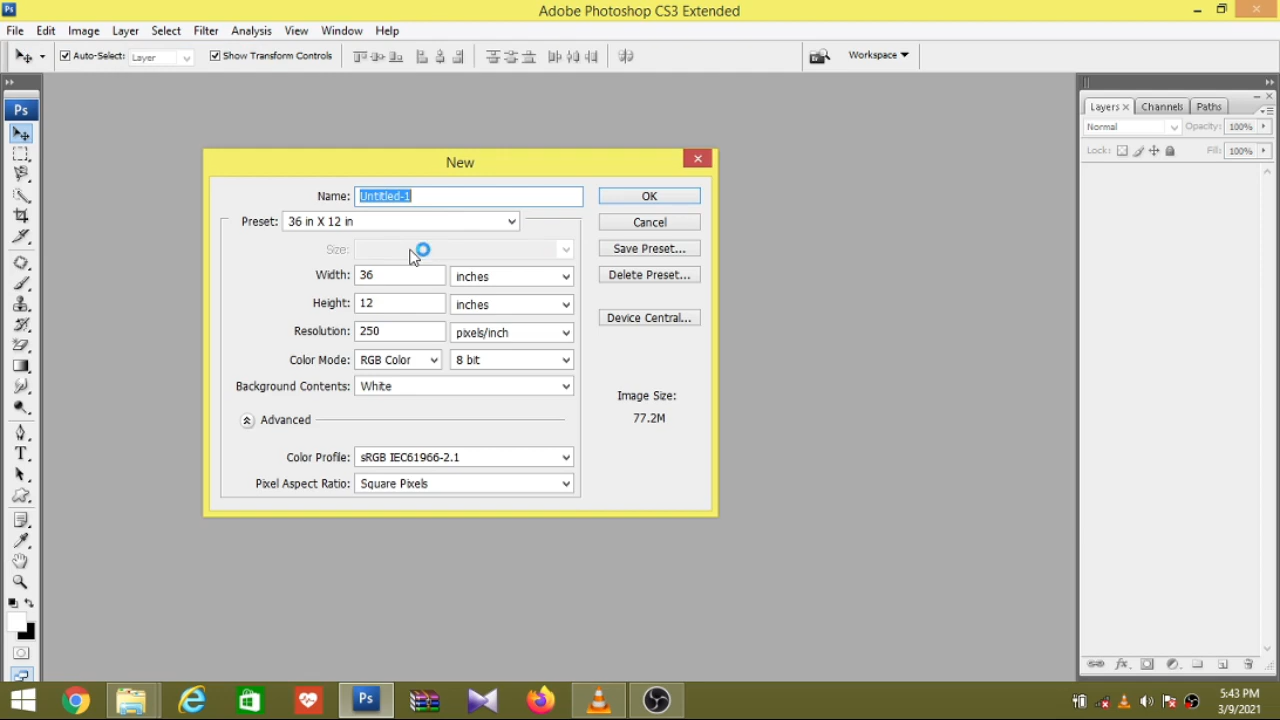 Ps Adobe Photoshop CS3 Extended
File Edit Image Layer Select Filter Analysis View Window Help
Auto-Select: Layer Show Transform Controls Workspace
Ps
Layers × Channels Paths
Normal Opacity: 100%
Lock: Fill: 100%
New
Name: Untitled-1 OK
Preset: 36 in X 12 in Cancel
Size: Save Preset...
Width: 36 inches Delete Preset...
Height: 12 inches
Device Central...
Resolution: 250 pixels/inch
Color Mode: RGB Color 8 bit
Background Contents: White
Image Size:
77.2M
Advanced
Color Profile: sRGB IEC61966-2.1
Pixel Aspect Ratio: Square Pixels
T
Ps
5:43 PM
3/9/2021